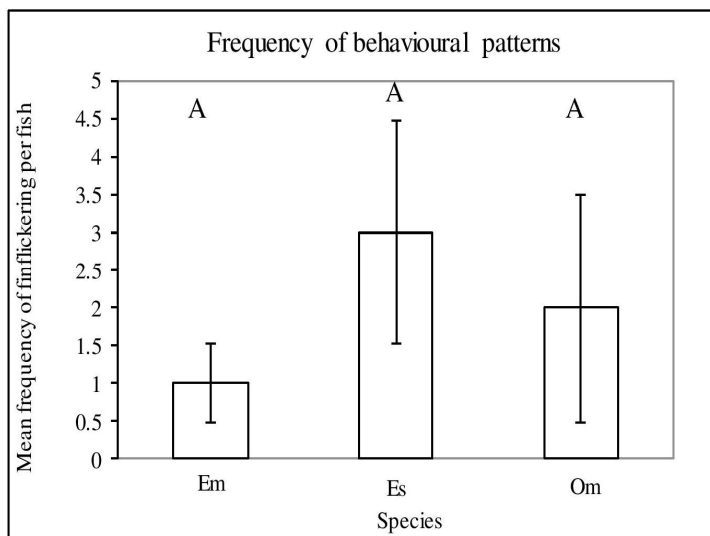 Frequency of behavioural patterns
Mean frequency of finflickering per fish
5
4.5
4
3.5
3
2.5
2
1.5
1
0.5
0
A
A
A
Em
Es
Om
Species